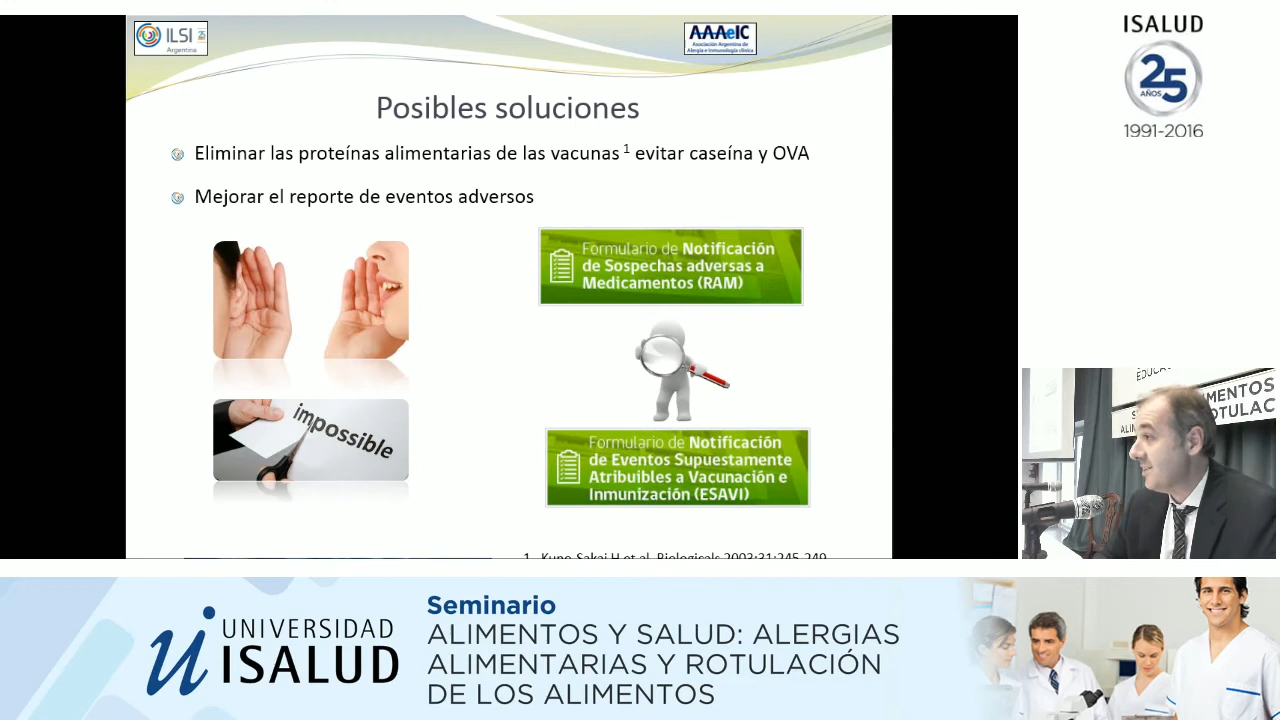 ILSI
Argentina
AAAeIC
Asociación Argentina de
Alergia e Inmunología clínica
Posibles soluciones
Eliminar las proteínas alimentarias de las vacunas 1 evitar caseína y OVA
Mejorar el reporte de eventos adversos
impossible
Formulario de Notificación
de Sospechas adversas a
Medicamentos (RAM)
Formulario de Notificación
de Eventos Supuestamente
Atribuibles a Vacunación e
Inmunización (ESAVI)
1. Kuno-Sakai H et al. Biologicals 2003;31:245-249
ISALUD
25
AÑOS
1991-2016
MENTOS
ROTULAC
UNIVERSIDAD
ISALUD
Seminario
ALIMENTOS Y SALUD: ALERGIAS
ALIMENTARIAS Y ROTULACIÓN
DE LOS ALIMENTOS